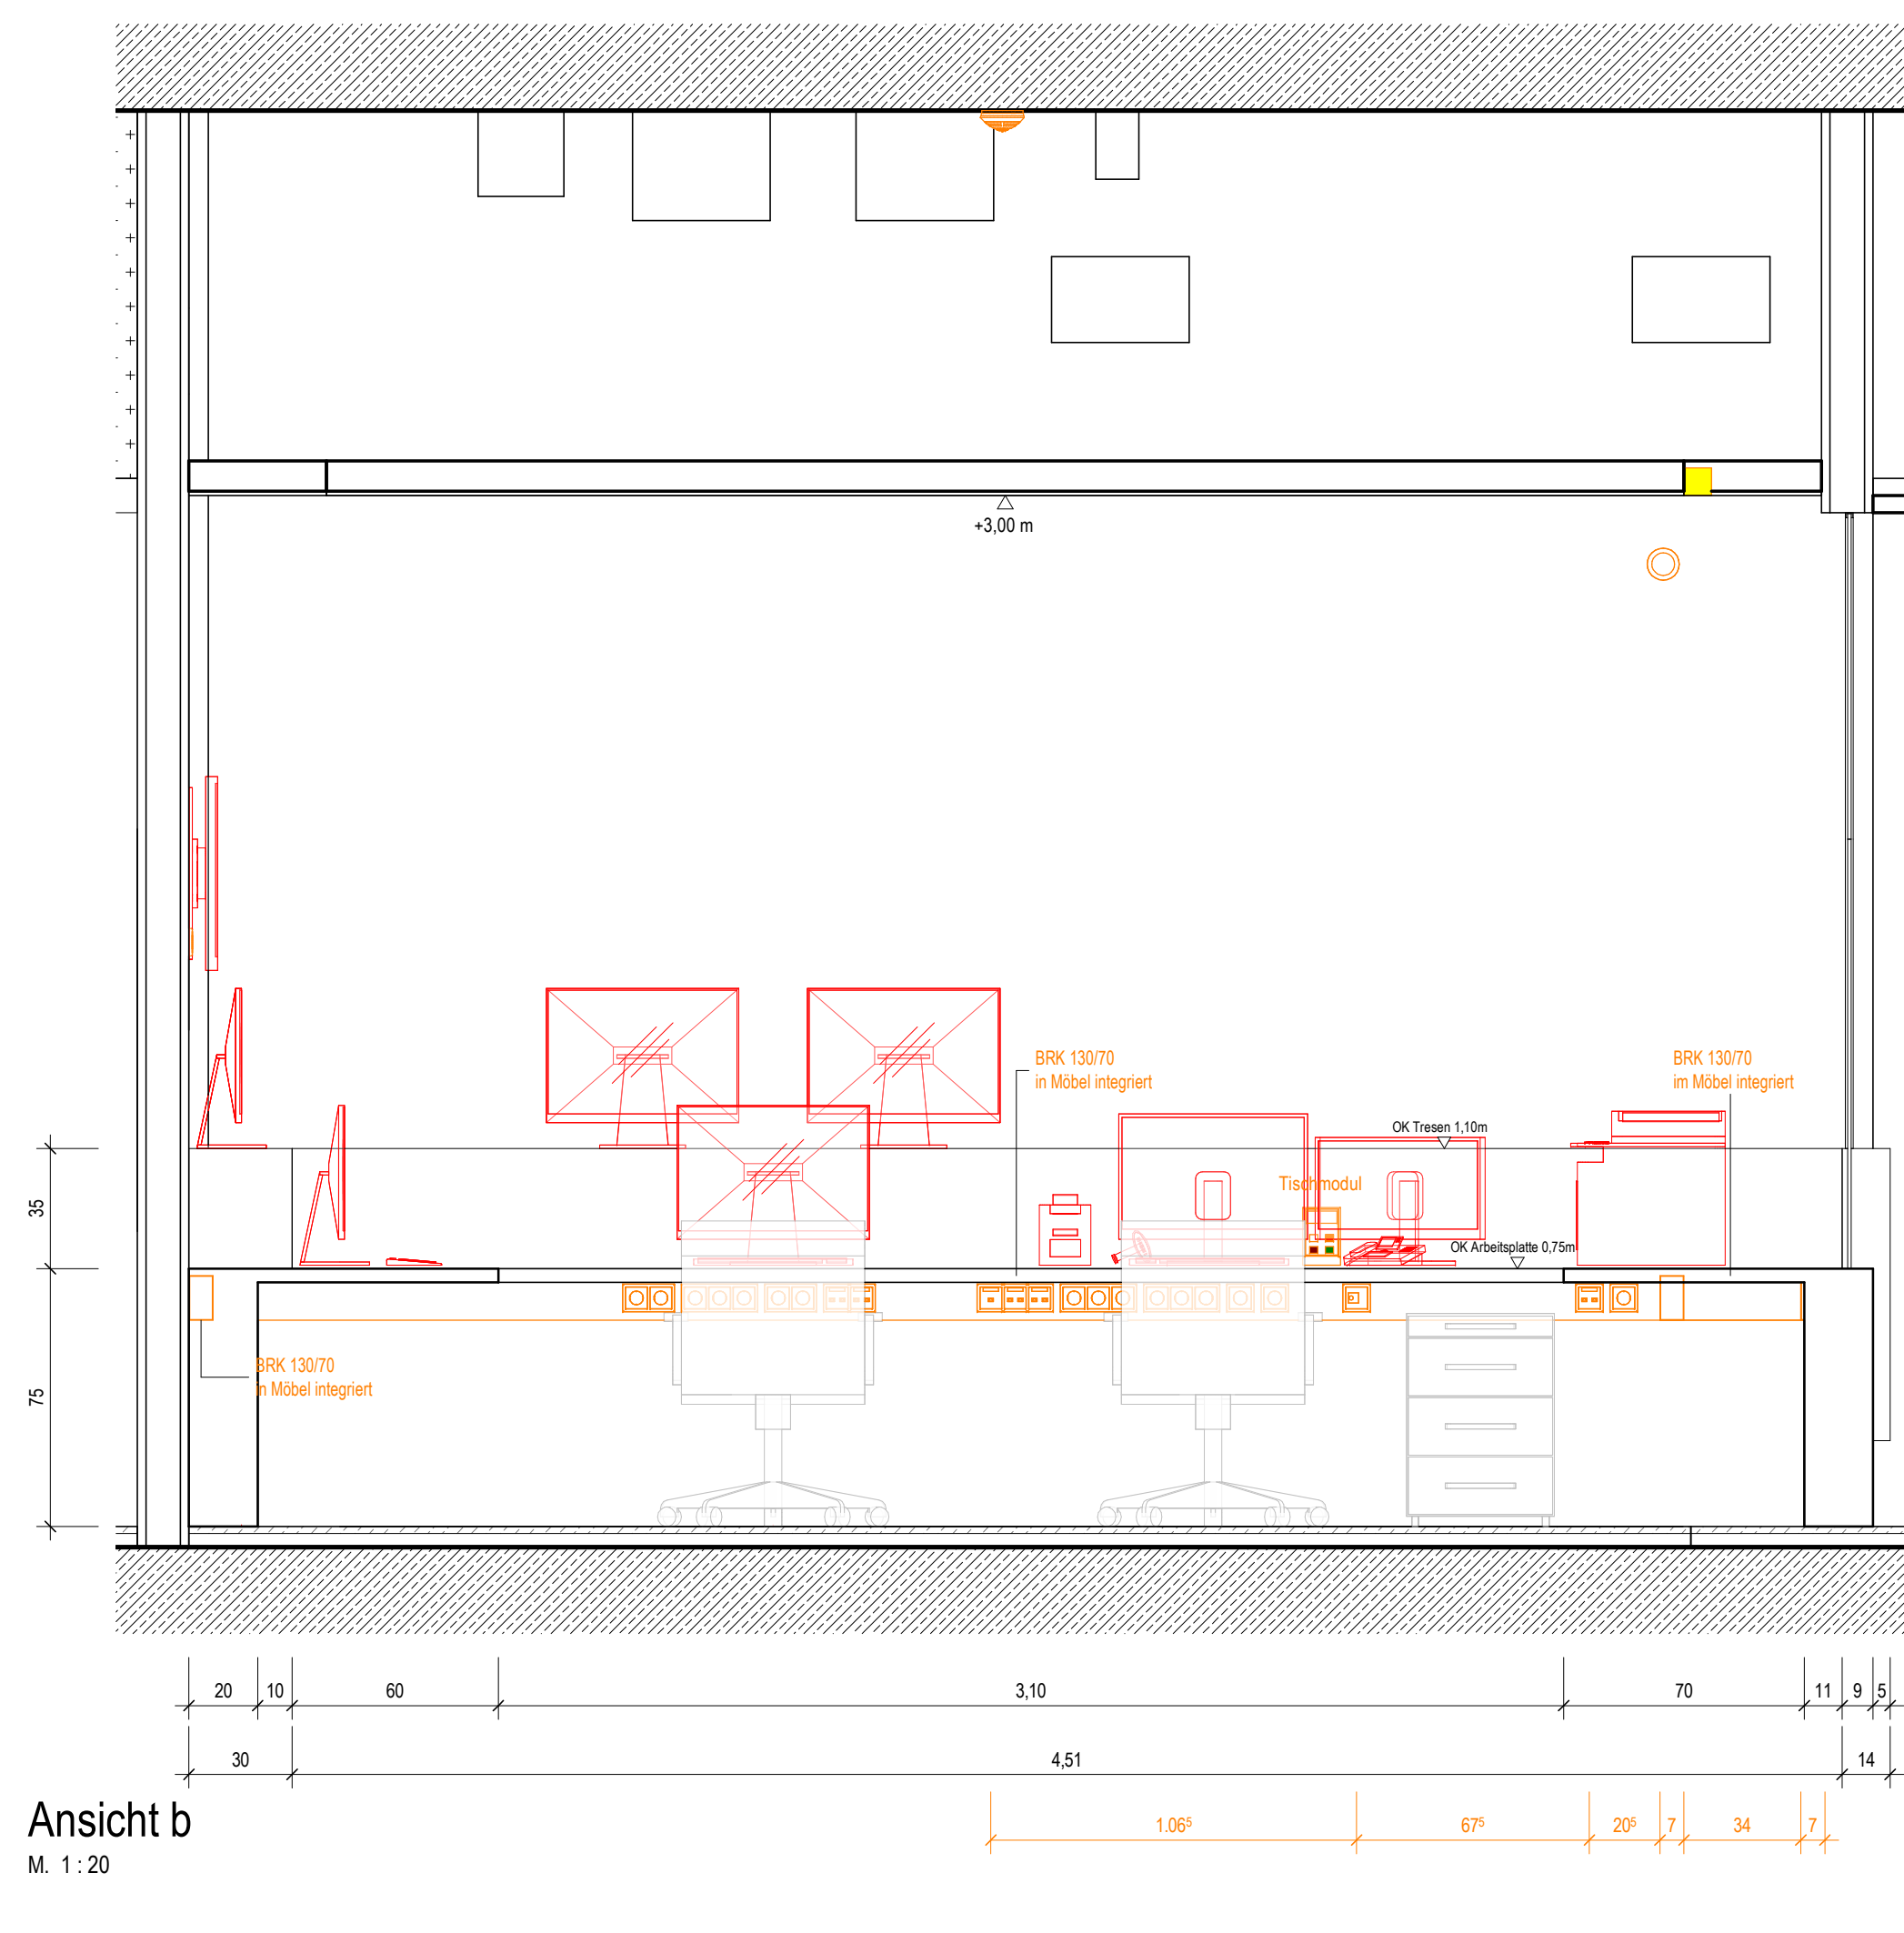 +3,00 m
BRK 130/70
in Möbel integriert
BRK 130/70
im Möbel integriert
OK Tresen 1,10m
Tischmodul
OK Arbeitsplatte 0,75m
35
75
BRK 130/70
in Möbel integriert
20 10 60 3,10 70 11 9 5
30 4,51 14
1.06⁵ 67⁵ 20⁵ 7 34 7
Ansicht b
M. 1 : 20